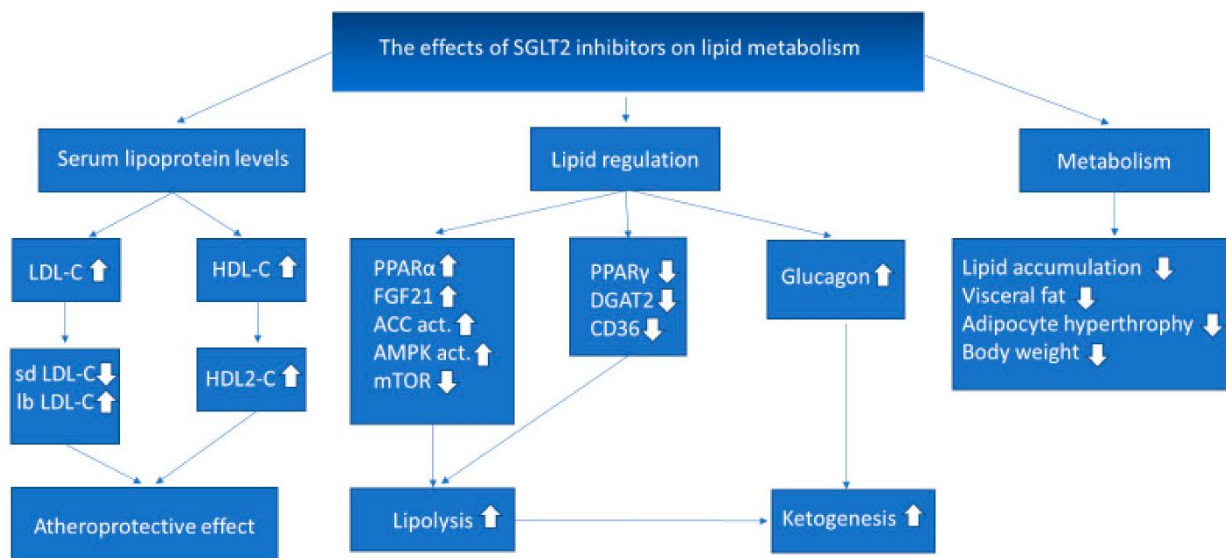 The effects of SGLT2 inhibitors on lipid metabolism
Serum lipoprotein levels
Lipid regulation
Metabolism
LDL-C ⬆
HDL-C ⬆
PPARα ⬆
FGF21 ⬆
ACC act. ⬆
AMPK act. ⬆
mTOR ⬇
PPARγ ⬇
DGAT2 ⬇
CD36 ⬇
Glucagon ⬆
Lipid accumulation ⬇
Visceral fat ⬇
Adipocyte hyperthrophy ⬇
Body weight ⬇
sd LDL-C ⬇
lb LDL-C ⬆
HDL2-C ⬆
Atheroprotective effect
Lipolysis ⬆
Ketogenesis ⬆